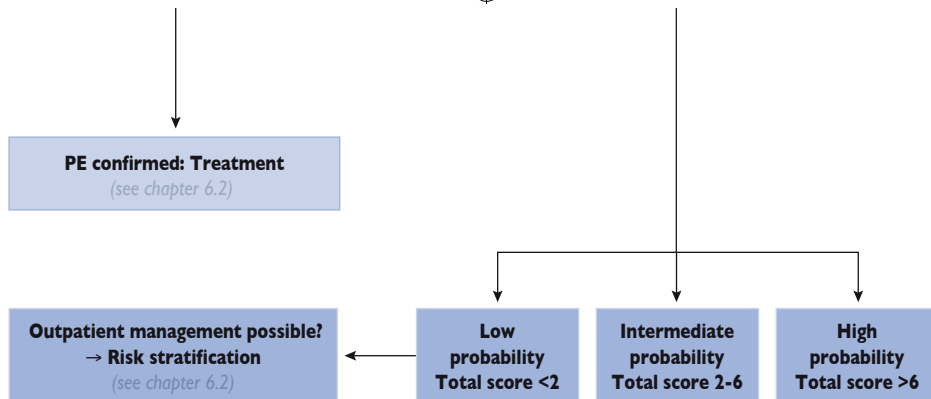 PE confirmed: Treatment
(see chapter 6.2)
Outpatient management possible?
→ Risk stratification
(see chapter 6.2)
Low
probability
Total score <2
Intermediate
probability
Total score 2-6
High
probability
Total score >6